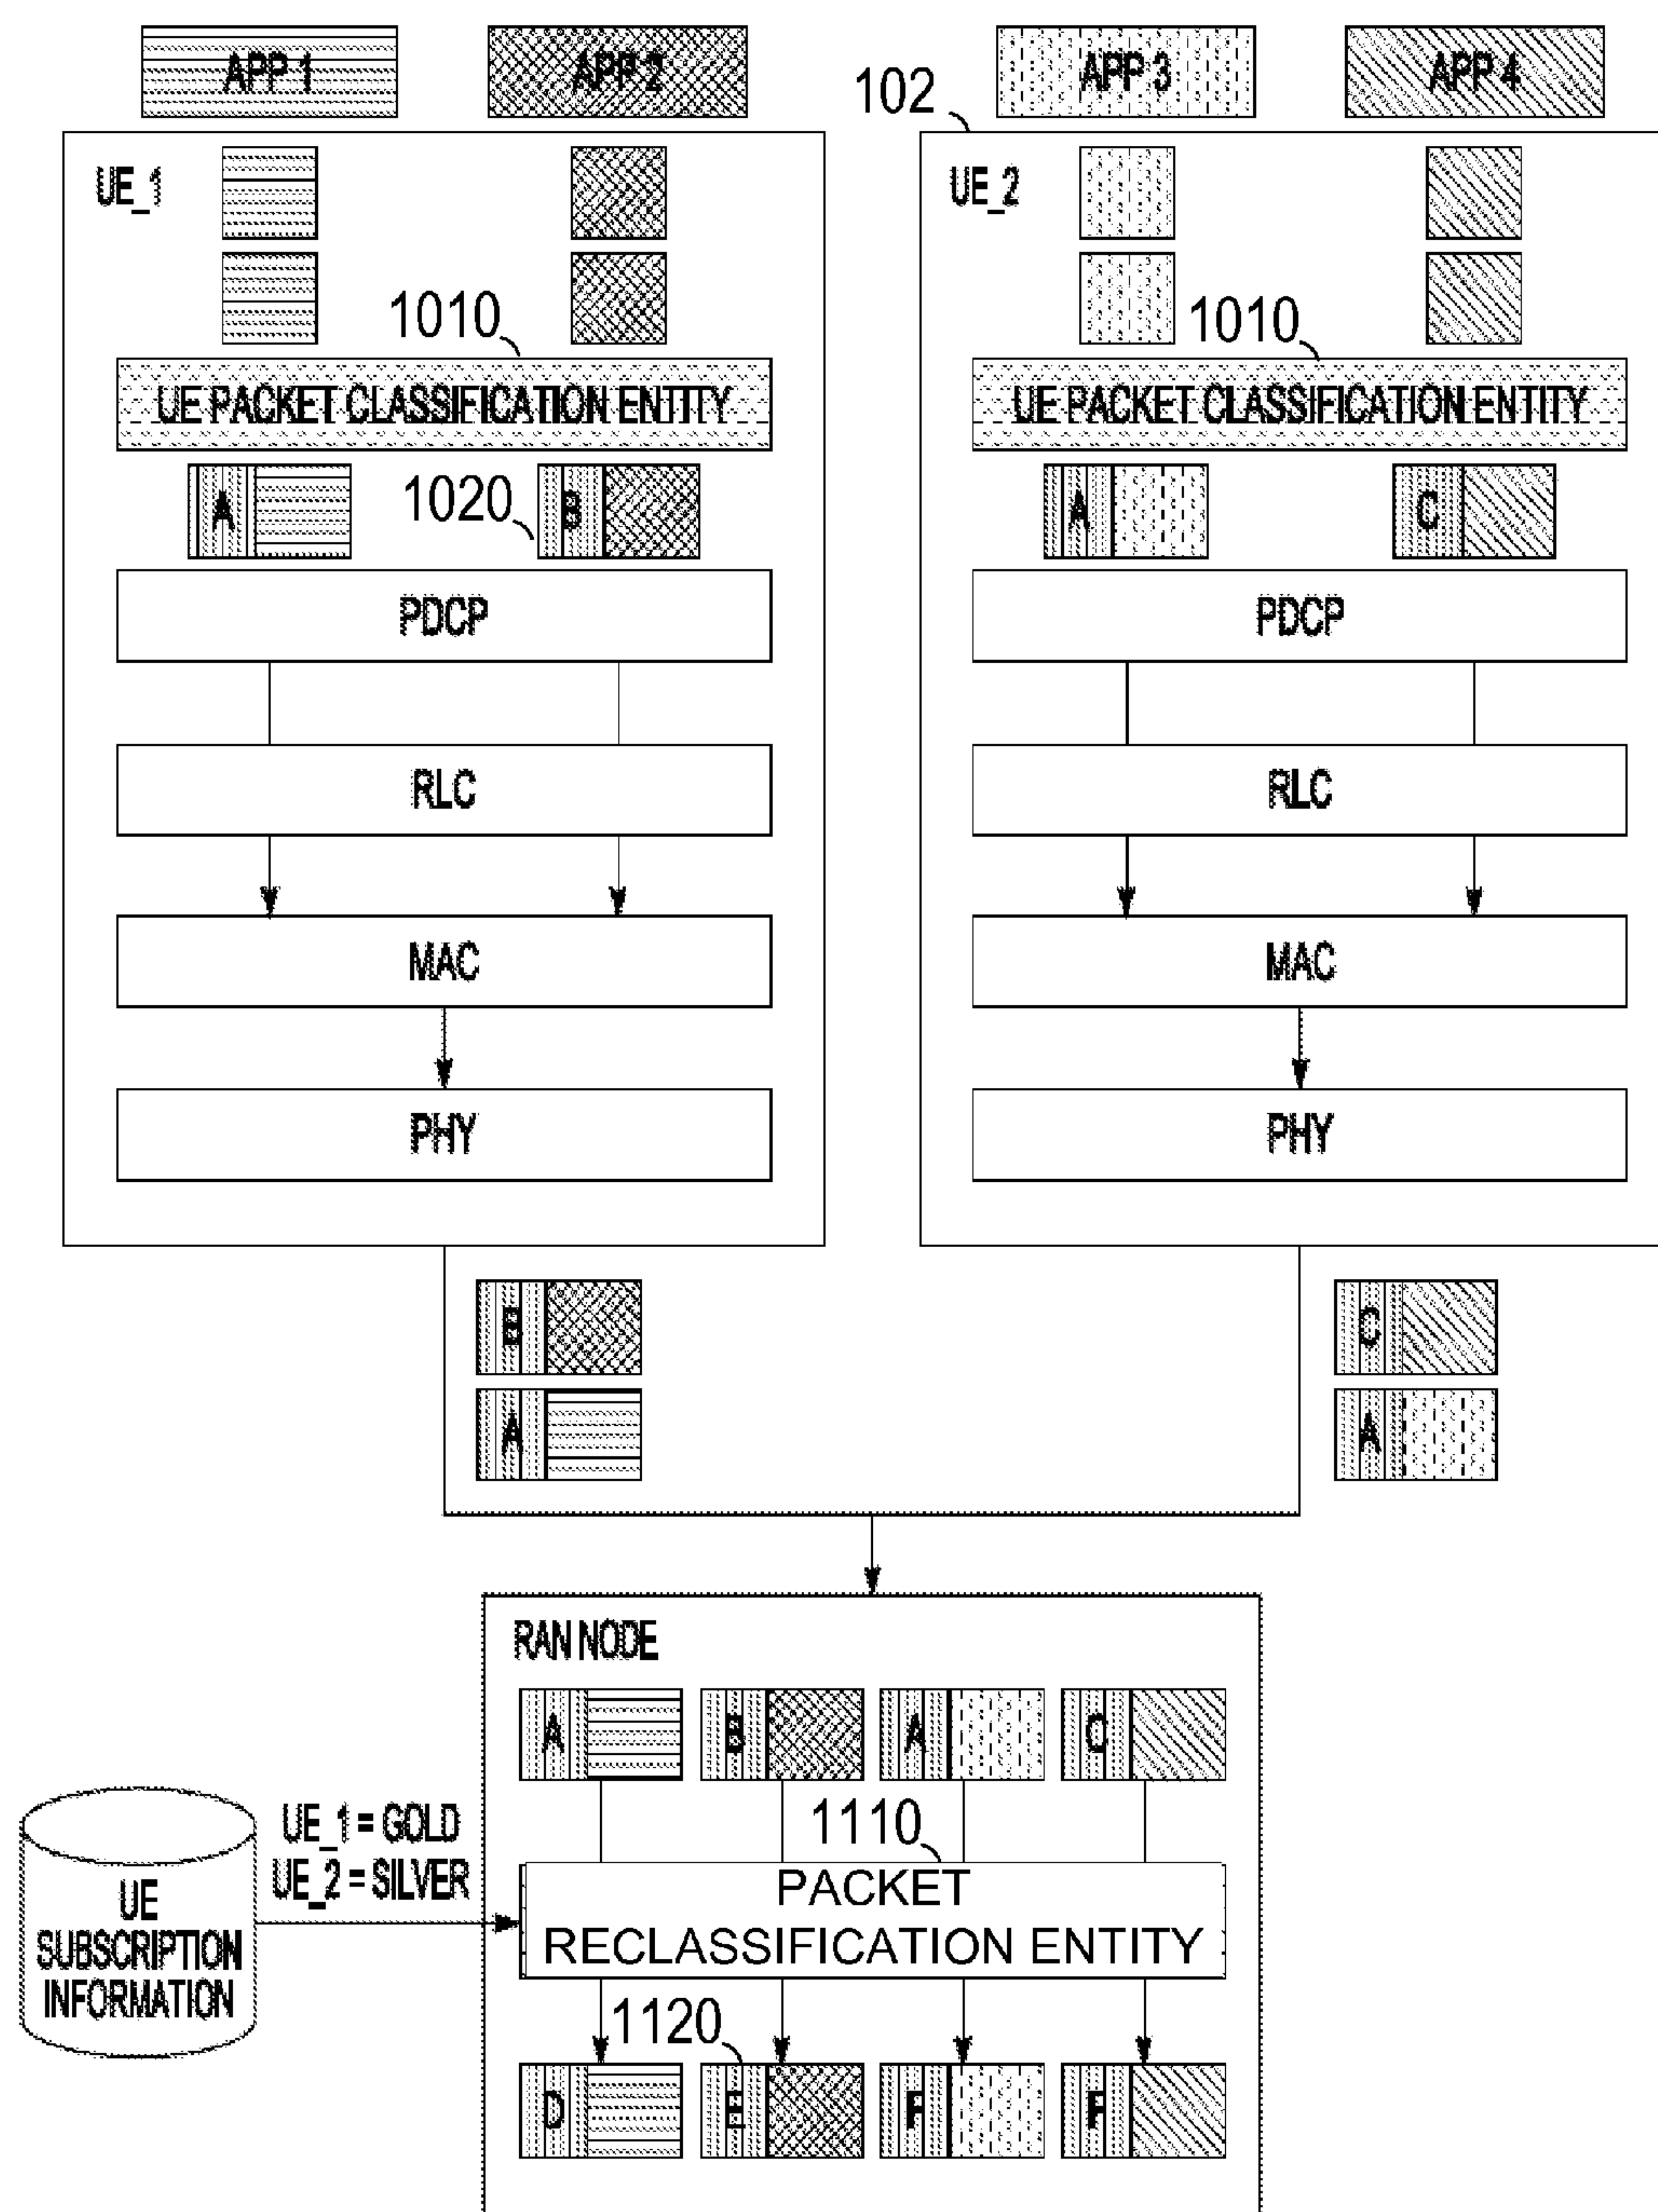 APP 1
APP 2
APP 3
APP 4
102
UE_1
UE_2
1010
1010
UE PACKET CLASSIFICATION ENTITY
UE PACKET CLASSIFICATION ENTITY
A
1020
B
A
C
PDCP
PDCP
RLC
RLC
MAC
MAC
PHY
PHY
B
C
A
A
RAN NODE
A
B
A
C
UE_1 = GOLD
UE_2 = SILVER
1110
PACKET
RECLASSIFICATION ENTITY
UE
SUBSCRIPTION
INFORMATION
1120
D
E
F
F